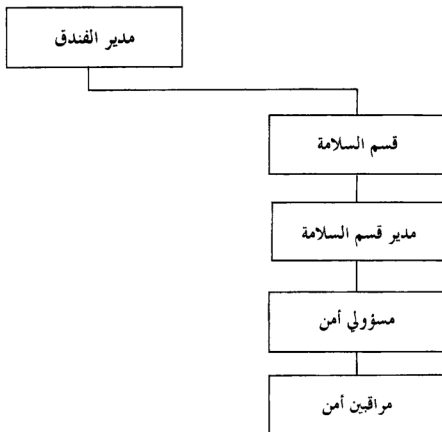 مدير الفندق
قسم السلامة
مدير قسم السلامة
مسؤولي أمن
مراقبين أمن